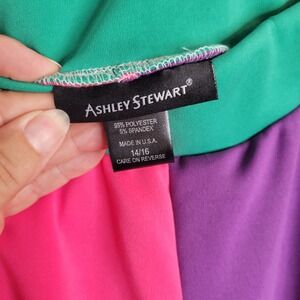 ASHLEY STEWART®
95% POLYESTER
5% SPANDEX
MADE IN U.S.A.
14/16
CARE ON REVERSE